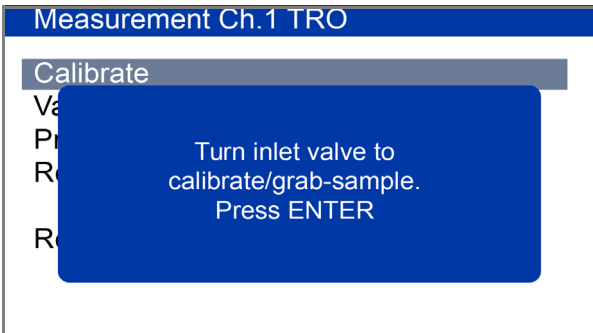 Measurement Ch.1 TRO
Calibrate
Turn inlet valve to
calibrate/grab-sample.
Press ENTER